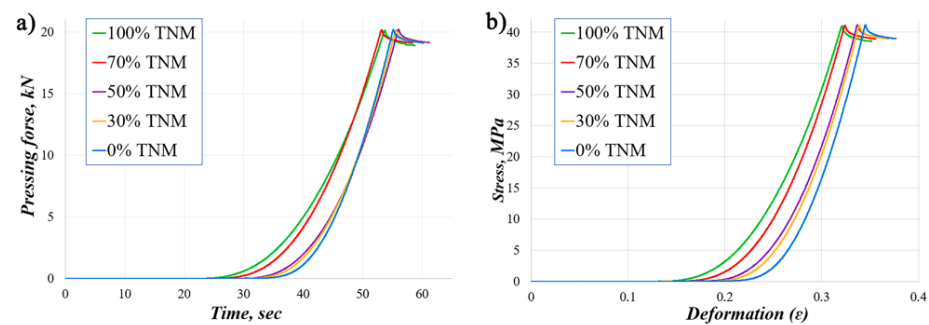 a)
Pressing forse, kN
20
15
10
5
0
0 10 20 30 40 50 60
Time, sec
100% TNM
70% TNM
50% TNM
30% TNM
0% TNM
b)
Stress, MPa
40
35
30
25
20
15
10
5
0
0 0.1 0.2 0.3 0.4
Deformation (ε)
100% TNM
70% TNM
50% TNM
30% TNM
0% TNM